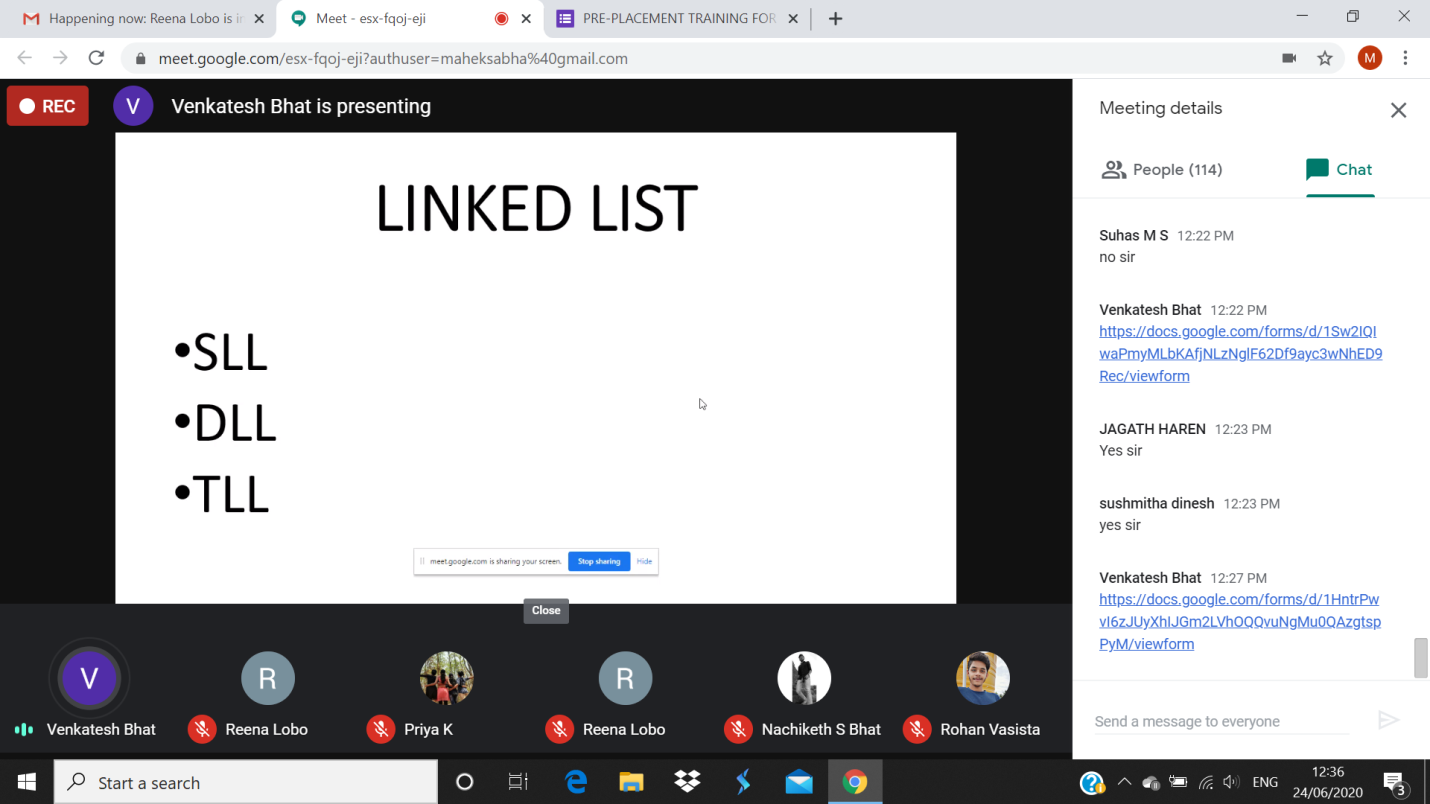 Happening now: Reena Lobo is in
Meet - esx-fqoj-eji
PRE-PLACEMENT TRAINING FOR
meet.google.com/esx-fqoj-eji?authuser=maheksabha%40gmail.com
M
REC
V
Venkatesh Bhat is presenting
LINKED LIST
•SLL
•DLL
•TLL
meet.google.com is sharing your screen.
Stop sharing
Hide
Close
V
R
R
Venkatesh Bhat
Reena Lobo
Priya K
Reena Lobo
Nachiketh S Bhat
Rohan Vasista
Meeting details
People (114)
Chat
Suhas M S 12:22 PM
no sir
Venkatesh Bhat 12:22 PM
https://docs.google.com/forms/d/1Sw2IQI
waPmyMLbKAfjNLzNglF62Df9ayc3wNhED9
Rec/viewform
JAGATH HAREN 12:23 PM
Yes sir
sushmitha dinesh 12:23 PM
yes sir
Venkatesh Bhat 12:27 PM
https://docs.google.com/forms/d/1HntrPw
vI6zJUyXhIJGm2LVhOQQvuNgMu0QAzgtsp
PyM/viewform
Send a message to everyone
Start a search
ENG
12:36
24/06/2020
3